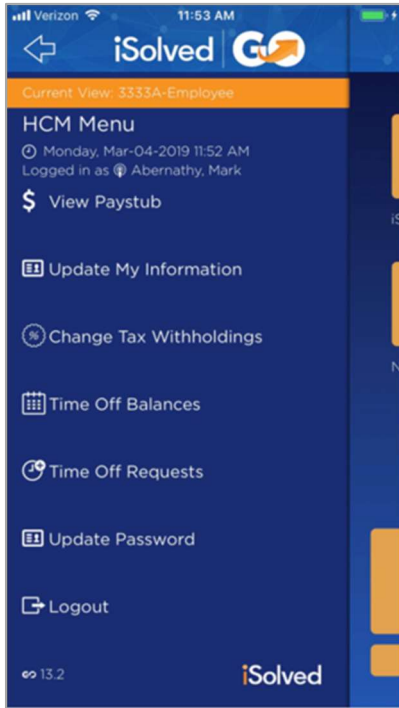 Verizon 11:53 AM
iSolved GO
Current View: 3333A-Employee
HCM Menu
Monday, Mar-04-2019 11:52 AM
Logged in as Abernathy, Mark
$ View Paystub
Update My Information
% Change Tax Withholdings
Time Off Balances
Time Off Requests
Update Password
Logout
13.2 iSolved
iS
N